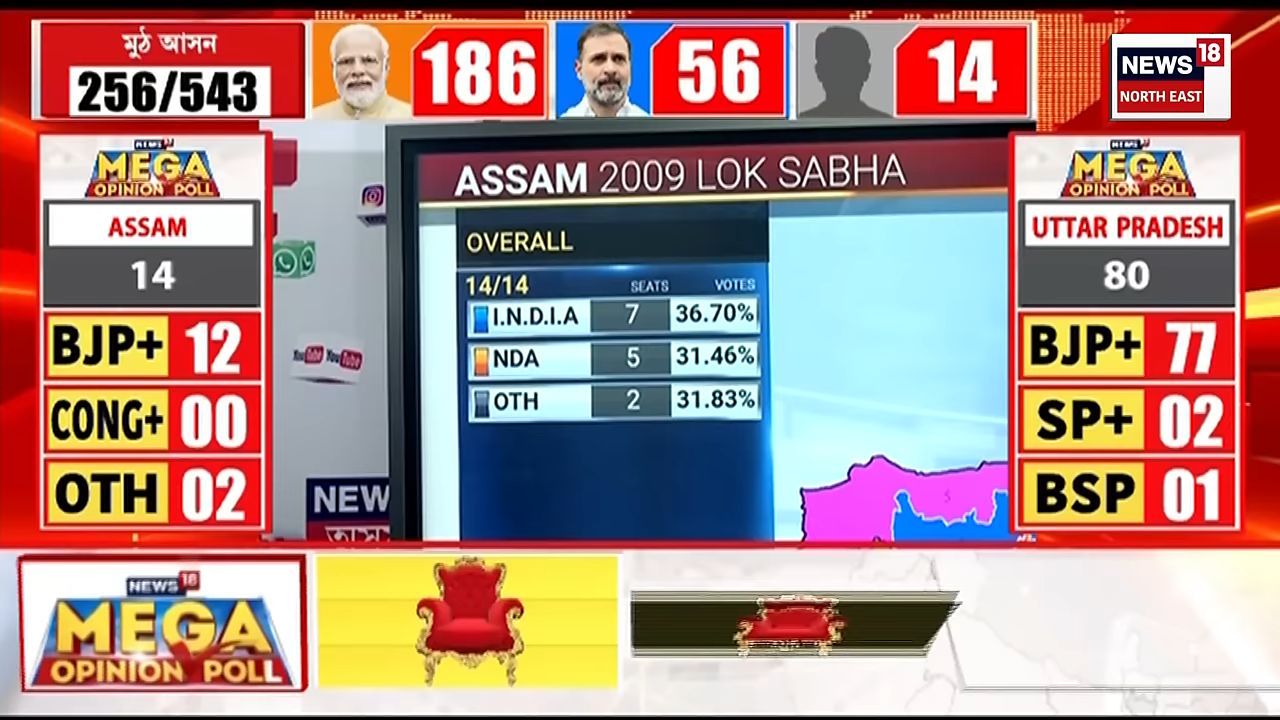 মুঠ আসন
256/543
186
56
14
NEWS 18
NORTH EAST
NEWS 18
MEGA
OPINION POLL
ASSAM
14
BJP+ 12
CONG+ 00
OTH 02
ASSAM 2009 LOK SABHA
OVERALL
14/14 SEATS VOTES
I.N.D.I.A 7 36.70%
NDA 5 31.46%
OTH 2 31.83%
YouTube YouTube
NEW
NEWS 18
MEGA
OPINION POLL
UTTAR PRADESH
80
BJP+ 77
SP+ 02
BSP 01
NEWS 18
MEGA
OPINION POLL